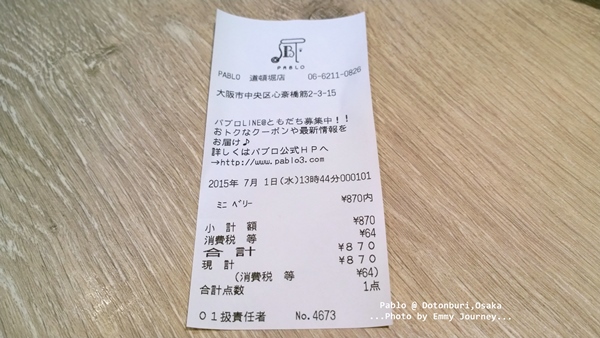 PABLO
PABLO 道頓堀店 06-6211-0826
大阪市中央区心斎橋筋2-3-15
パブロLINE@ともだち募集中！！
おトクなクーポンや最新情報を
お届け♪
詳しくはパブロ公式ＨＰへ
→http://www.pablo3.com
2015年 7月 1日(水)13時44分000101
ﾐﾆ ﾍﾞﾘｰ ¥870内
小 計 額 ¥870
消費税 等 ¥64
合 計 ¥８７０
現 計 ¥８７０
(消費税 等 ¥64)
合計点数 1点
０１扱責任者 No.4673
Pablo @ Dotonburi,Osaka
...Photo by Emmy Journey...